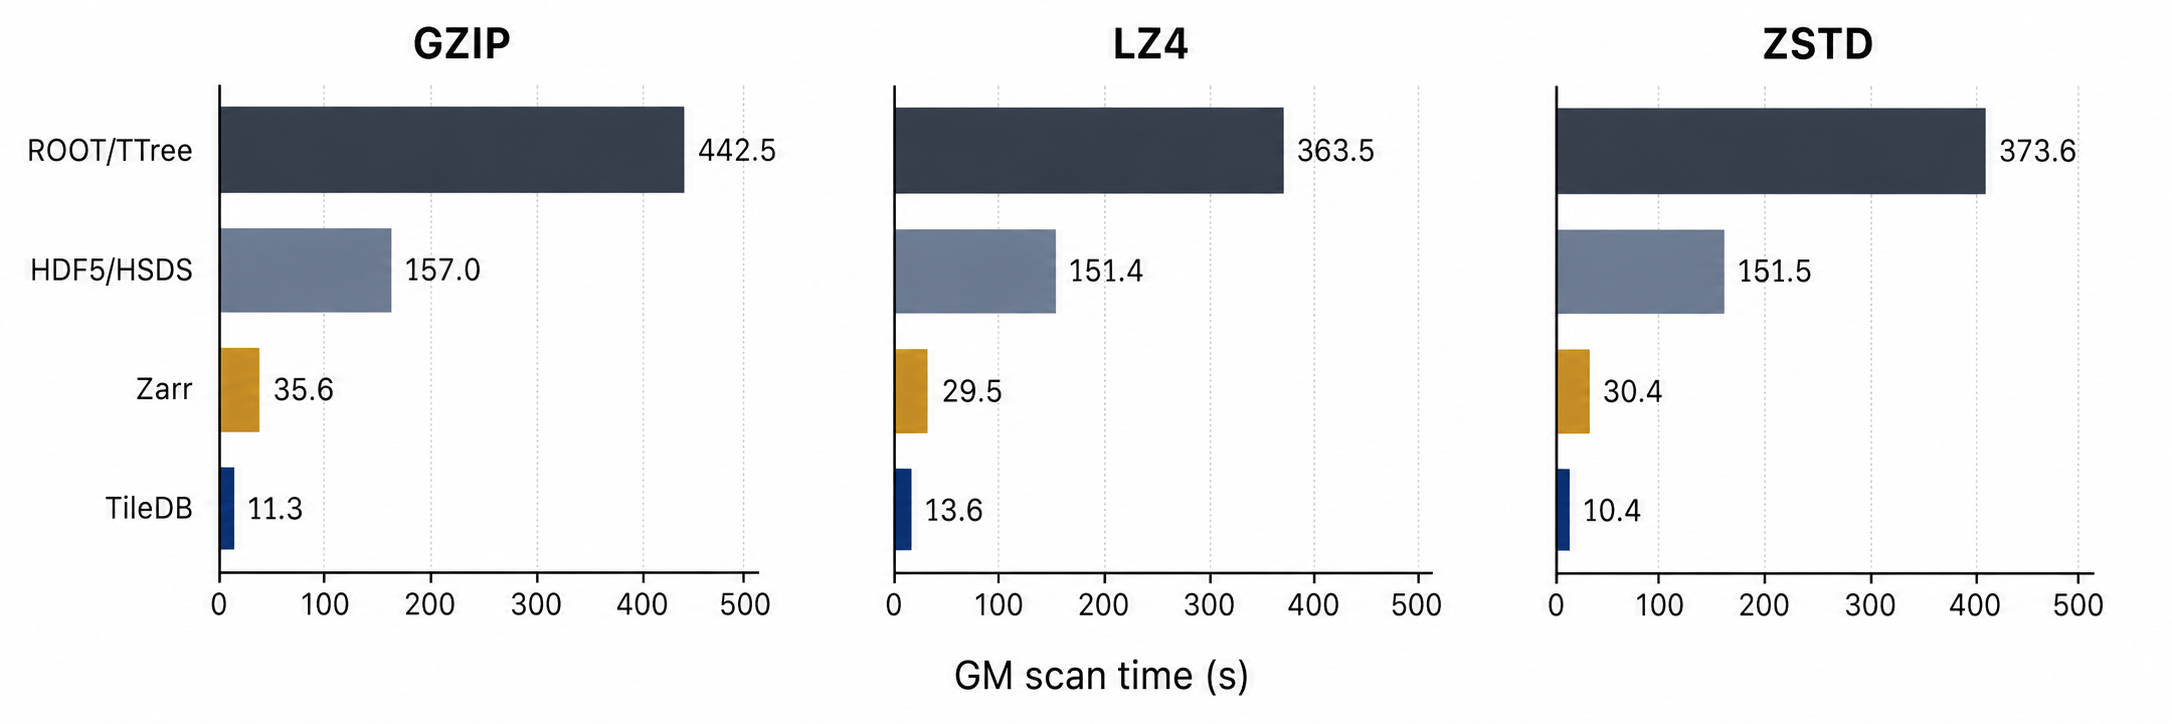 GZIP LZ4 ZSTD
ROOT/TTree 442.5 363.5 373.6
HDF5/HSDS 157.0 151.4 151.5
Zarr 35.6 29.5 30.4
TileDB 11.3 13.6 10.4
0 100 200 300 400 500 0 100 200 300 400 500 0 100 200 300 400 500
GM scan time (s)